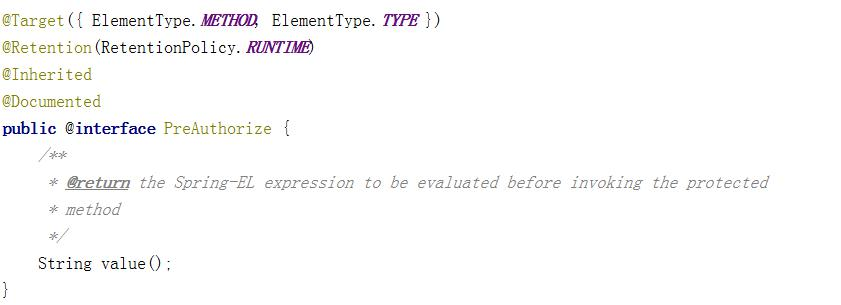 @Target({ ElementType.METHOD, ElementType.TYPE })
@Retention(RetentionPolicy.RUNTIME)
@Inherited
@Documented
public @interface PreAuthorize {
    /**
     * @return the Spring-EL expression to be evaluated before invoking the protected
     * method
     */
    String value();
}